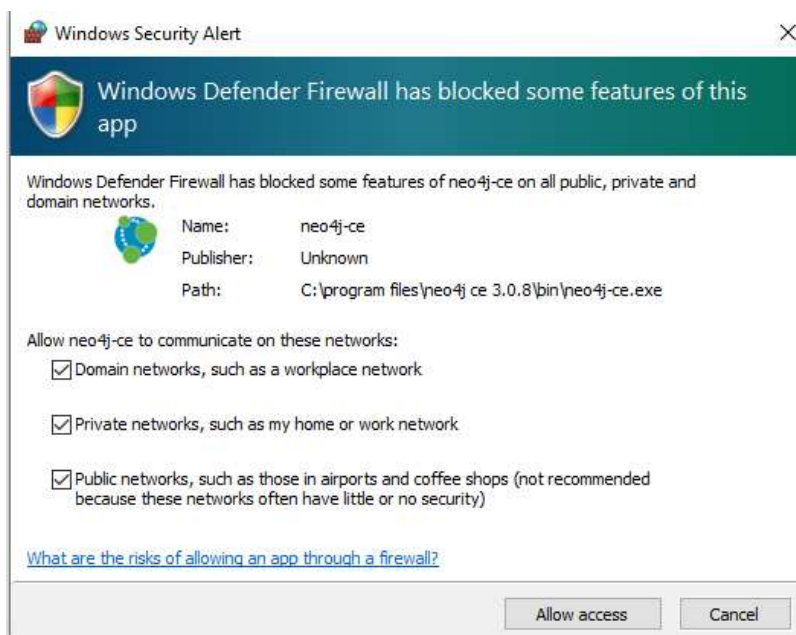 Windows Security Alert
Windows Defender Firewall has blocked some features of this
app
Windows Defender Firewall has blocked some features of neo4j-ce on all public, private and
domain networks.
Name: neo4j-ce
Publisher: Unknown
Path: C:\program files\neo4j ce 3.0.8\bin\neo4j-ce.exe
Allow neo4j-ce to communicate on these networks:
Domain networks, such as a workplace network
Private networks, such as my home or work network
Public networks, such as those in airports and coffee shops (not recommended
because these networks often have little or no security)
What are the risks of allowing an app through a firewall?
Allow access Cancel